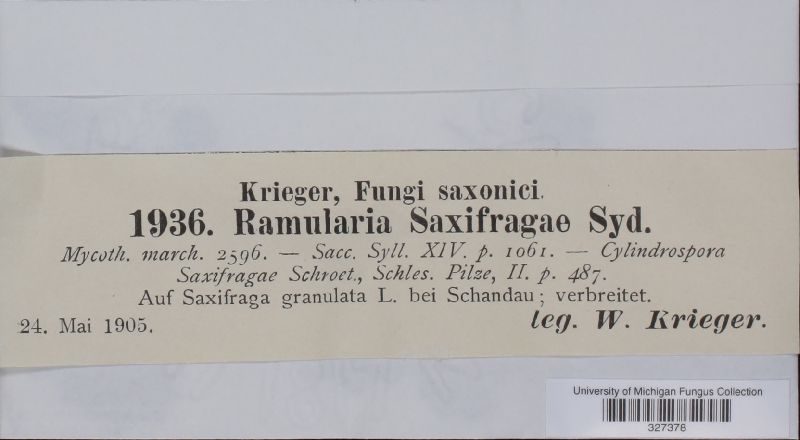 Krieger, Fungi saxonici.
1936. Ramularia Saxifragae Syd.
Mycoth. march. 2596. — Sacc. Syll. XIV. p. 1061. — Cylindrospora
Saxifragae Schroet., Schles. Pilze, II. p. 487.
Auf Saxifraga granulata L. bei Schandau; verbreitet.
24. Mai 1905. leg. W. Krieger.
University of Michigan Fungus Collection
327378